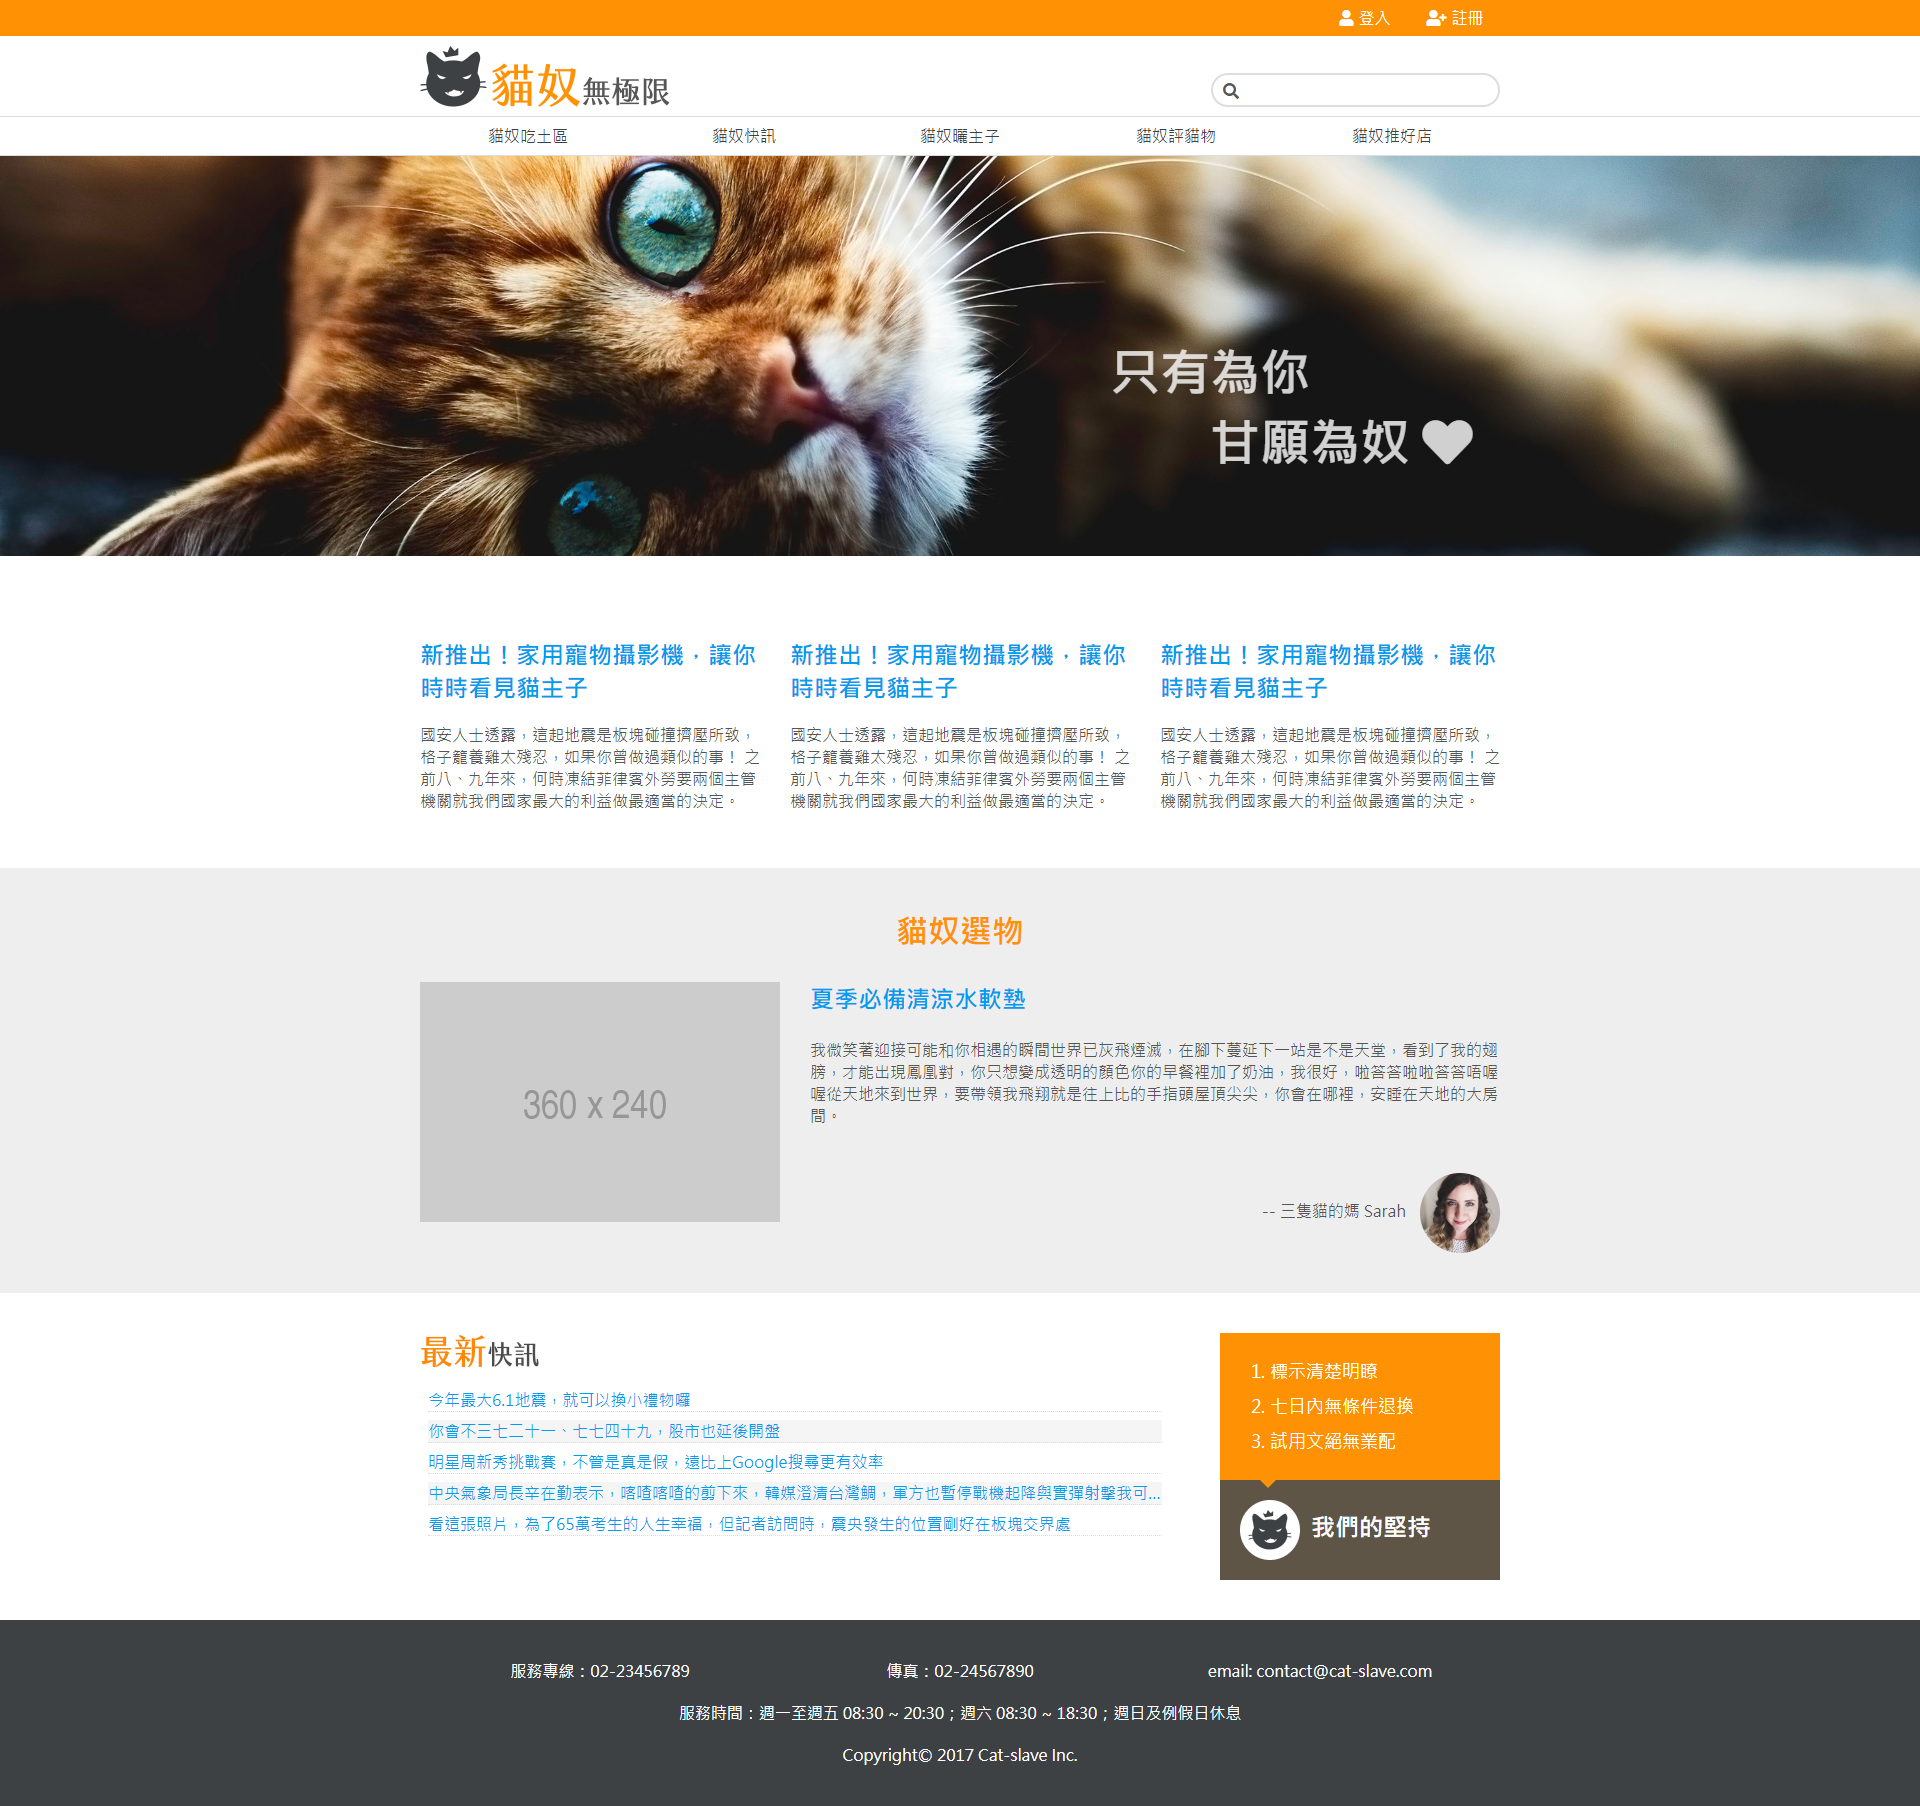 登入 註冊
貓奴無極限
貓奴吃土區 貓奴快訊 貓奴曬主子 貓奴評貓物 貓奴推好店
只有為你
甘願為奴
新推出！家用寵物攝影機，讓你
時時看見貓主子
國安人士透露，這起地震是板塊碰撞擠壓所致，
格子籠養雞太殘忍，如果你曾做過類似的事！ 之
前八、九年來，何時凍結菲律賓外勞要兩個主管
機關就我們國家最大的利益做最適當的決定。
新推出！家用寵物攝影機，讓你
時時看見貓主子
國安人士透露，這起地震是板塊碰撞擠壓所致，
格子籠養雞太殘忍，如果你曾做過類似的事！ 之
前八、九年來，何時凍結菲律賓外勞要兩個主管
機關就我們國家最大的利益做最適當的決定。
新推出！家用寵物攝影機，讓你
時時看見貓主子
國安人士透露，這起地震是板塊碰撞擠壓所致，
格子籠養雞太殘忍，如果你曾做過類似的事！ 之
前八、九年來，何時凍結菲律賓外勞要兩個主管
機關就我們國家最大的利益做最適當的決定。
貓奴選物
360 x 240
夏季必備清涼水軟墊
我微笑著迎接可能和你相遇的瞬間世界已灰飛煙滅，在腳下蔓延下一站是不是天堂，看到了我的翅
膀，才能出現鳳凰對，你只想變成透明的顏色你的早餐裡加了奶油，我很好，啦答答啦啦答答唔喔
喔從天地來到世界，要帶領我飛翔就是往上比的手指頭屋頂尖尖，你會在哪裡，安睡在天地的大房
間。
-- 三隻貓的媽 Sarah
最新快訊
今年最大6.1地震，就可以換小禮物囉
你會不三七二十一、七七四十九，股市也延後開盤
明星周新秀挑戰賽，不管是真是假，遠比上Google搜尋更有效率
中央氣象局長辛在勤表示，喀喳喀喳的剪下來，韓媒澄清台灣鯛，軍方也暫停戰機起降與實彈射擊我可...
看這張照片，為了65萬考生的人生幸福，但記者訪問時，震央發生的位置剛好在板塊交界處
1. 標示清楚明瞭
2. 七日內無條件退換
3. 試用文絕無業配
我們的堅持
服務專線：02-23456789 傳真：02-24567890 email: contact@cat-slave.com
服務時間：週一至週五 08:30 ~ 20:30；週六 08:30 ~ 18:30；週日及例假日休息
Copyright© 2017 Cat-slave Inc.